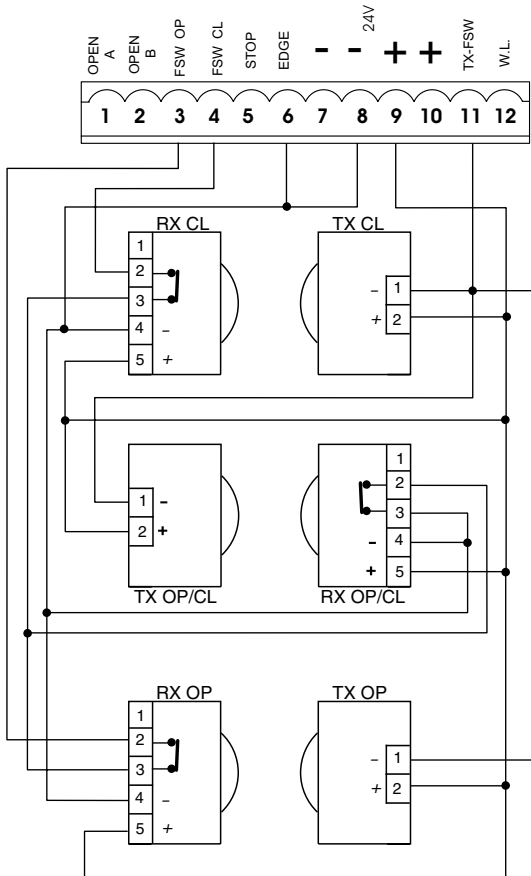 OPEN A
OPEN B
FSW OP
FSW CL
STOP
EDGE
- - 24V + +
TX-FSW
W.L.
1 2 3 4 5 6 7 8 9 10 11 12
RX CL
1
2
3
4 -
5 +
TX CL
- 1
+ 2
1 -
2 +
TX OP/CL
1
2
3
- 4
+ 5
RX OP/CL
RX OP
1
2
3
4 -
5 +
TX OP
- 1
+ 2